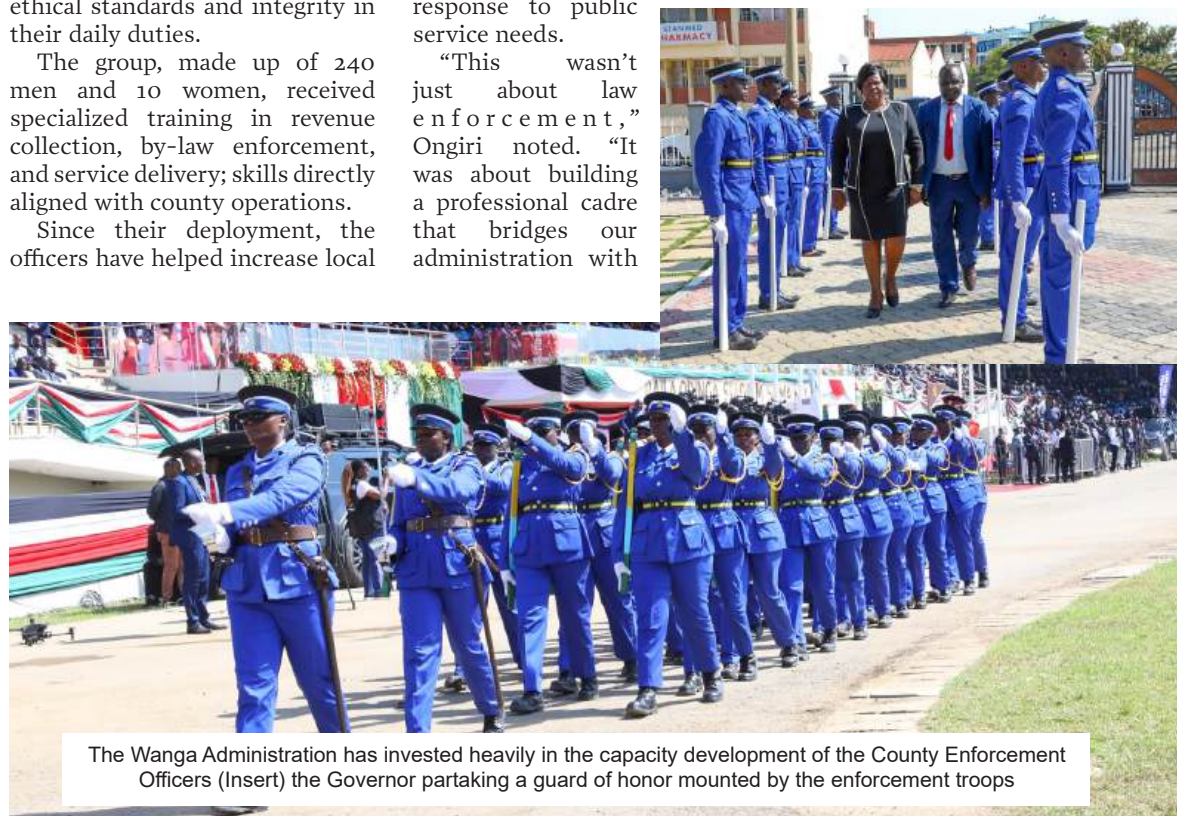 ethical standards and integrity in
their daily duties.
The group, made up of 240
men and 10 women, received
specialized training in revenue
collection, by-law enforcement,
and service delivery; skills directly
aligned with county operations.
Since their deployment, the
officers have helped increase local
response to public
service needs.
“This wasn’t
just about law
enforcement,”
Ongiri noted. “It
was about building
a professional cadre
that bridges our
administration with
PHARMACY
The Wanga Administration has invested heavily in the capacity development of the County Enforcement
Officers (Insert) the Governor partaking a guard of honor mounted by the enforcement troops